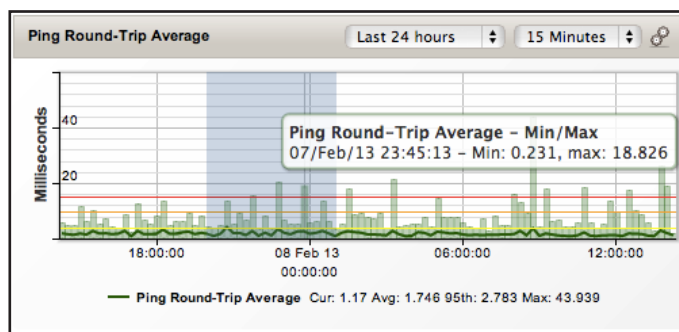 Ping Round-Trip Average
Last 24 hours
15 Minutes
Milliseconds
40
20
Ping Round-Trip Average - Min/Max
07/Feb/13 23:45:13 - Min: 0.231, max: 18.826
18:00:00
08 Feb 13
00:00:00
06:00:00
12:00:00
Ping Round-Trip Average Cur: 1.17 Avg: 1.746 95th: 2.783 Max: 43.939